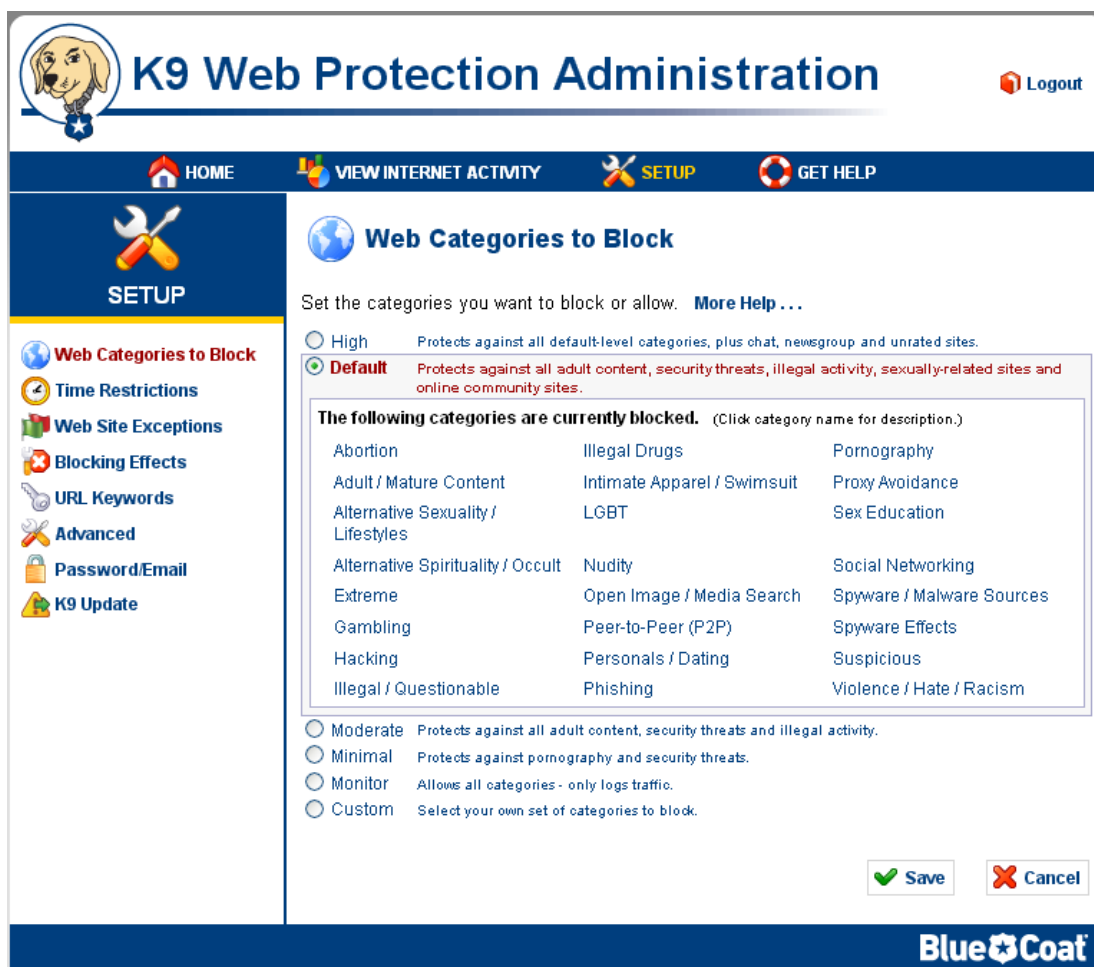 K9 Web Protection Administration
Logout
HOME
VIEW INTERNET ACTIVITY
SETUP
GET HELP
SETUP
Web Categories to Block
Time Restrictions
Web Site Exceptions
Blocking Effects
URL Keywords
Advanced
Password/Email
K9 Update
Web Categories to Block
Set the categories you want to block or allow. More Help ...
High Protects against all default-level categories, plus chat, newsgroup and unrated sites.
Default Protects against all adult content, security threats, illegal activity, sexually-related sites and
online community sites.
The following categories are currently blocked. (Click category name for description.)
Abortion Illegal Drugs Pornography
Adult / Mature Content Intimate Apparel / Swimsuit Proxy Avoidance
Alternative Sexuality / LGBT Sex Education
Lifestyles
Alternative Spirituality / Occult Nudity Social Networking
Extreme Open Image / Media Search Spyware / Malware Sources
Gambling Peer-to-Peer (P2P) Spyware Effects
Hacking Personals / Dating Suspicious
Illegal / Questionable Phishing Violence / Hate / Racism
Moderate Protects against all adult content, security threats and illegal activity.
Minimal Protects against pornography and security threats.
Monitor Allows all categories - only logs traffic.
Custom Select your own set of categories to block.
Save
Cancel
Blue Coat